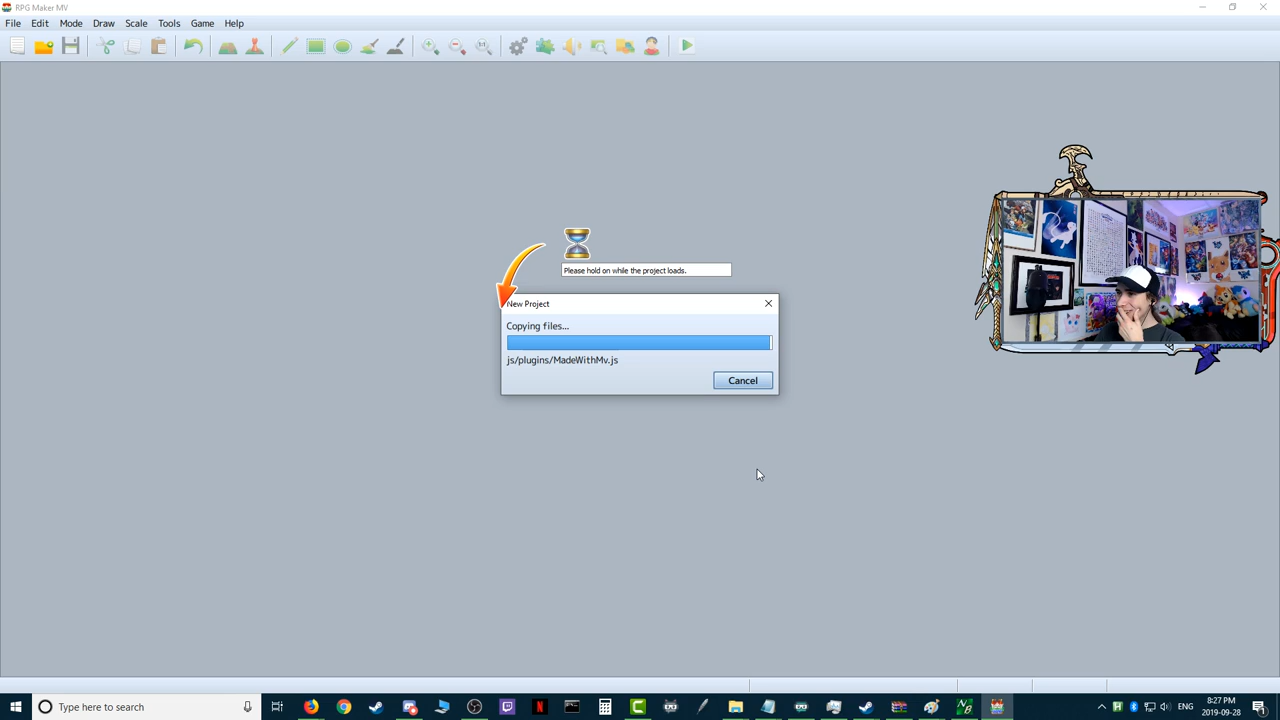 RPG Maker MV
File Edit Mode Draw Scale Tools Game Help
1:1
Please hold on while the project loads.
New Project
Copying files...
js/plugins/MadeWithMv.js
Cancel
Type here to search
ENG
8:27 PM
2019-09-28